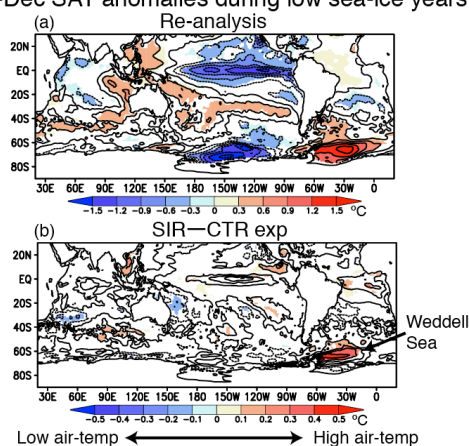 -Dec SAT anomalies during low sea-ice years
(a) Re-analysis
20N
EQ
20S
40S
60S
80S
30E 60E 90E 120E 150E 180 150W 120W 90W 60W 30W 0
-1.5 -1.2 -0.9 -0.6 -0.3 0 0.3 0.6 0.9 1.2 1.5 °C
(b) SIR—CTR exp
20N
EQ
20S
40S
60S
80S
Weddell
Sea
30E 60E 90E 120E 150E 180 150W 120W 90W 60W 30W 0
-0.5 -0.4 -0.3 -0.2 -0.1 0 0.1 0.2 0.3 0.4 0.5 °C
Low air-temp High air-temp